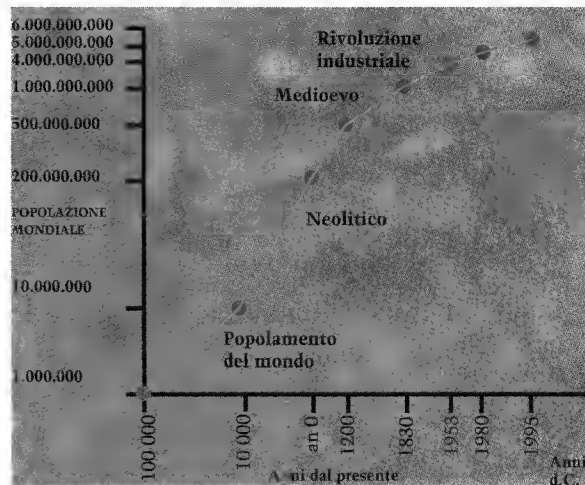 6.000.000.000
5.000.000.000
4.000.000.000
1.000.000.000
500.000.000
200.000.000
POPOLAZIONE
MONDIALE
10.000.000
1.000.000
Rivoluzione
industriale
Medioevo
Neolitico
Popolamento
del mondo
100 000
10 000
an 0
1200
1830
1953
1980
1995
dal presente
Anni
d.C.